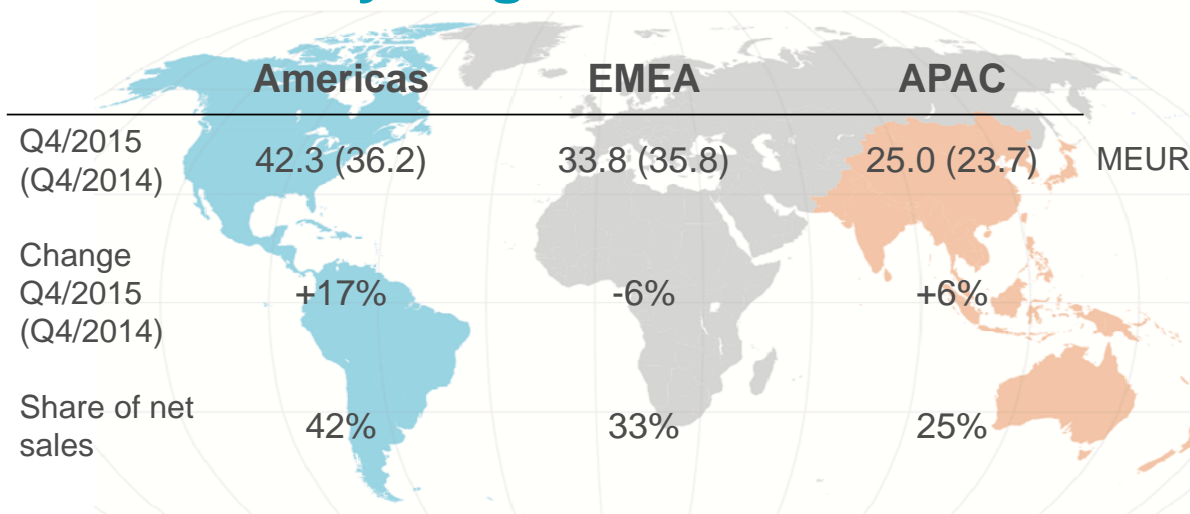 Americas EMEA APAC
Q4/2015
(Q4/2014)
42.3 (36.2) 33.8 (35.8) 25.0 (23.7) MEUR
Change
Q4/2015
(Q4/2014)
+17% -6% +6%
Share of net
sales
42% 33% 25%